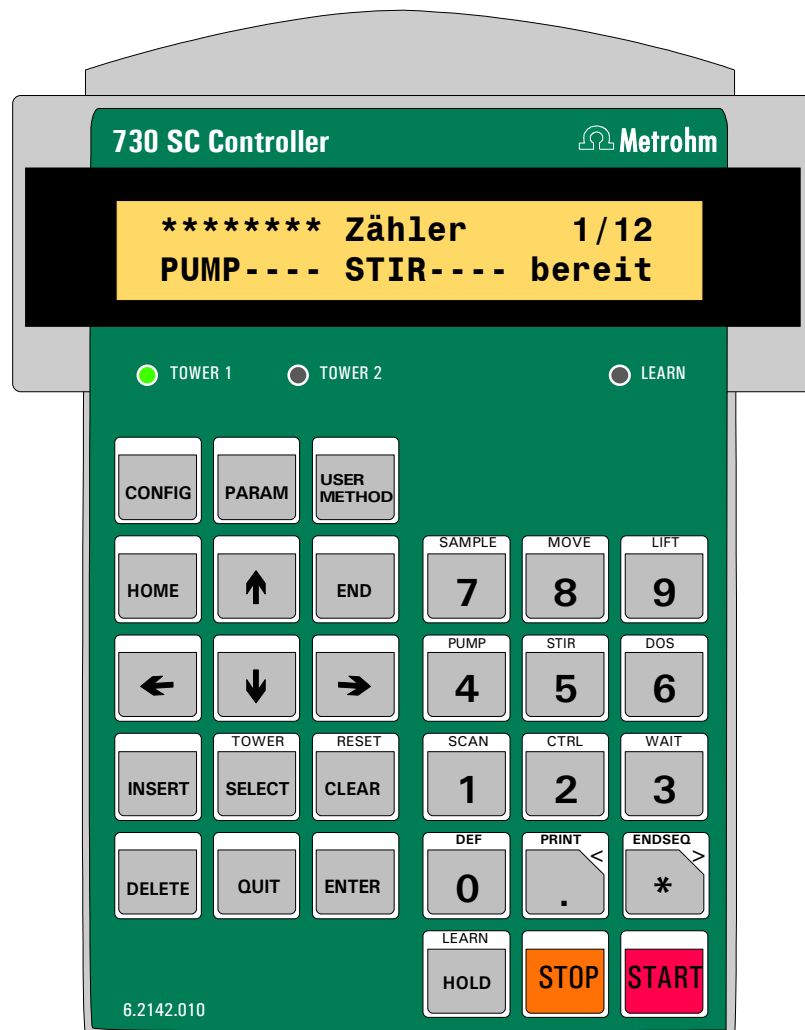 730 SC Controller
Metrohm
******** Zähler 1/12
PUMP---- STIR---- bereit
TOWER 1 TOWER 2 LEARN
CONFIG PARAM USER METHOD
SAMPLE MOVE LIFT
HOME ↑ END 7 8 9
PUMP STIR DOS
← ↓ → 4 5 6
TOWER RESET SCAN CTRL WAIT
INSERT SELECT CLEAR 1 2 3
DEF PRINT < ENDSEQ >
DELETE QUIT ENTER 0 . *
LEARN
HOLD STOP START
6.2142.010